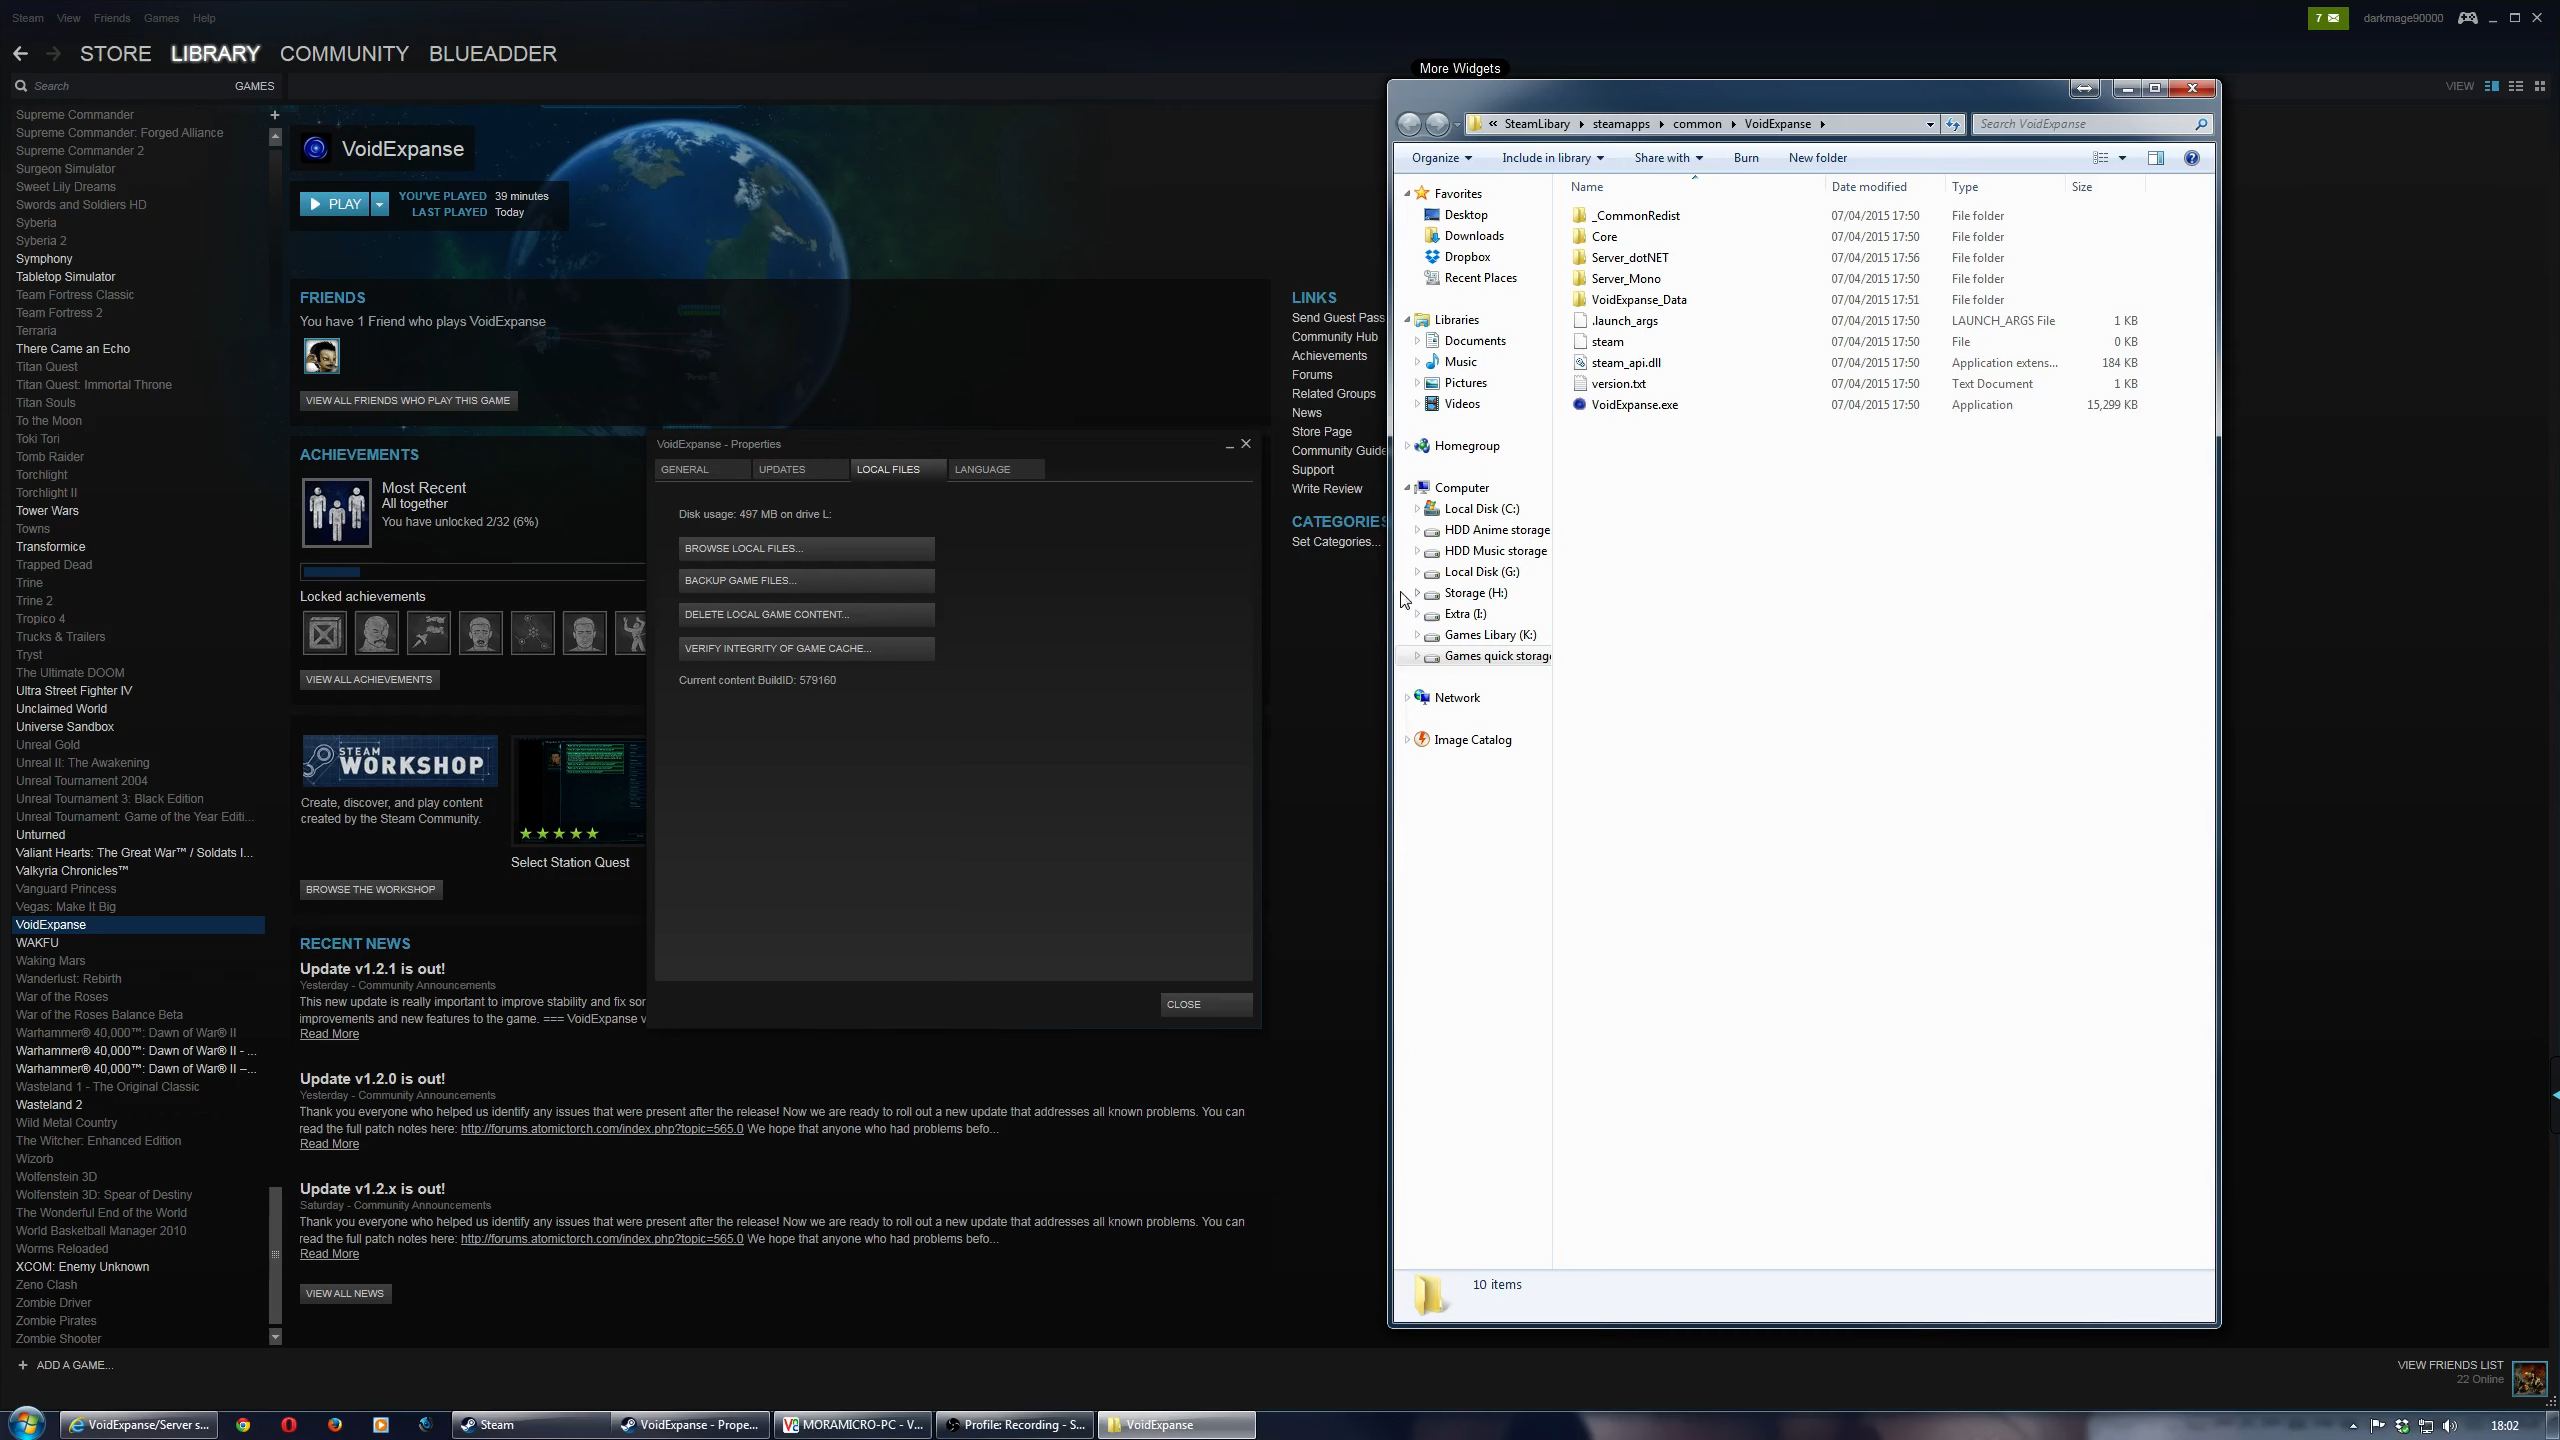 Steam View Friends Games Help
7 darkmage90000
STORE LIBRARY COMMUNITY BLUEADDER
Search GAMES
VIEW
Supreme Commander
Supreme Commander: Forged Alliance
Supreme Commander 2
Surgeon Simulator
Sweet Lily Dreams
Swords and Soldiers HD
Syberia
Syberia 2
Symphony
Tabletop Simulator
Team Fortress Classic
Team Fortress 2
Terraria
There Came an Echo
Titan Quest
Titan Quest: Immortal Throne
Titan Souls
To the Moon
Toki Tori
Tomb Raider
Torchlight
Torchlight II
Tower Wars
Towns
Transformice
Trapped Dead
Trine
Trine 2
Tropico 4
Trucks & Trailers
Tryst
The Ultimate DOOM
Ultra Street Fighter IV
Unclaimed World
Universe Sandbox
Unreal Gold
Unreal II: The Awakening
Unreal Tournament 2004
Unreal Tournament 3: Black Edition
Unreal Tournament: Game of the Year Editi...
Unturned
Valiant Hearts: The Great War™ / Soldats I...
Valkyria Chronicles™
Vanguard Princess
Vegas: Make It Big
VoidExpanse
WAKFU
Waking Mars
Wanderlust: Rebirth
War of the Roses
War of the Roses Balance Beta
Warhammer® 40,000™: Dawn of War® II
Warhammer® 40,000™: Dawn of War® II - ...
Warhammer® 40,000™: Dawn of War® II –...
Wasteland 1 - The Original Classic
Wasteland 2
Wild Metal Country
The Witcher: Enhanced Edition
Wizorb
Wolfenstein 3D
Wolfenstein 3D: Spear of Destiny
The Wonderful End of the World
World Basketball Manager 2010
Worms Reloaded
XCOM: Enemy Unknown
Zeno Clash
Zombie Driver
Zombie Pirates
Zombie Shooter
+ ADD A GAME...
VoidExpanse
PLAY
YOU'VE PLAYED 39 minutes
LAST PLAYED Today
FRIENDS
You have 1 Friend who plays VoidExpanse
VIEW ALL FRIENDS WHO PLAY THIS GAME
ACHIEVEMENTS
Most Recent
All together
You have unlocked 2/32 (6%)
Locked achievements
VIEW ALL ACHIEVEMENTS
STEAM
WORKSHOP
Create, discover, and play content
created by the Steam Community.
Select Station Quest
BROWSE THE WORKSHOP
RECENT NEWS
Update v1.2.1 is out!
Yesterday - Community Announcements
This new update is really important to improve stability and fix sor
improvements and new features to the game. === VoidExpanse v
Read More
Update v1.2.0 is out!
Yesterday - Community Announcements
Thank you everyone who helped us identify any issues that were present after the release! Now we are ready to roll out a new update that addresses all known problems. You can
read the full patch notes here: http://forums.atomictorch.com/index.php?topic=565.0 We hope that anyone who had problems befo...
Read More
Update v1.2.x is out!
Saturday - Community Announcements
Thank you everyone who helped us identify any issues that were present after the release! Now we are ready to roll out a new update that addresses all known problems. You can
read the full patch notes here: http://forums.atomictorch.com/index.php?topic=565.0 We hope that anyone who had problems befo...
Read More
VIEW ALL NEWS
LINKS
Send Guest Pass
Community Hub
Achievements
Forums
Related Groups
News
Store Page
Community Guide
Support
Write Review
CATEGORIES
Set Categories...
VoidExpanse - Properties
GENERAL UPDATES LOCAL FILES LANGUAGE
Disk usage: 497 MB on drive L:
BROWSE LOCAL FILES...
BACKUP GAME FILES...
DELETE LOCAL GAME CONTENT...
VERIFY INTEGRITY OF GAME CACHE...
Current content BuildID: 579160
CLOSE
More Widgets
« SteamLibary steamapps common VoidExpanse
Search VoidExpanse
Organize Include in library Share with Burn New folder
Favorites
Desktop
Downloads
Dropbox
Recent Places
Libraries
Documents
Music
Pictures
Videos
Homegroup
Computer
Local Disk (C:)
HDD Anime storage
HDD Music storage
Local Disk (G:)
Storage (H:)
Extra (I:)
Games Libary (K:)
Games quick storage
Network
Image Catalog
Name Date modified Type Size
_CommonRedist 07/04/2015 17:50 File folder
Core 07/04/2015 17:50 File folder
Server_dotNET 07/04/2015 17:56 File folder
Server_Mono 07/04/2015 17:50 File folder
VoidExpanse_Data 07/04/2015 17:51 File folder
.launch_args 07/04/2015 17:50 LAUNCH_ARGS File 1 KB
steam 07/04/2015 17:50 File 0 KB
steam_api.dll 07/04/2015 17:50 Application extens... 184 KB
version.txt 07/04/2015 17:50 Text Document 1 KB
VoidExpanse.exe 07/04/2015 17:50 Application 15,299 KB
10 items
VIEW FRIENDS LIST
22 Online
VoidExpanse/Server s...
Steam
VoidExpanse - Prope...
MORAMICRO-PC - V...
Profile: Recording - S...
VoidExpanse
18:02